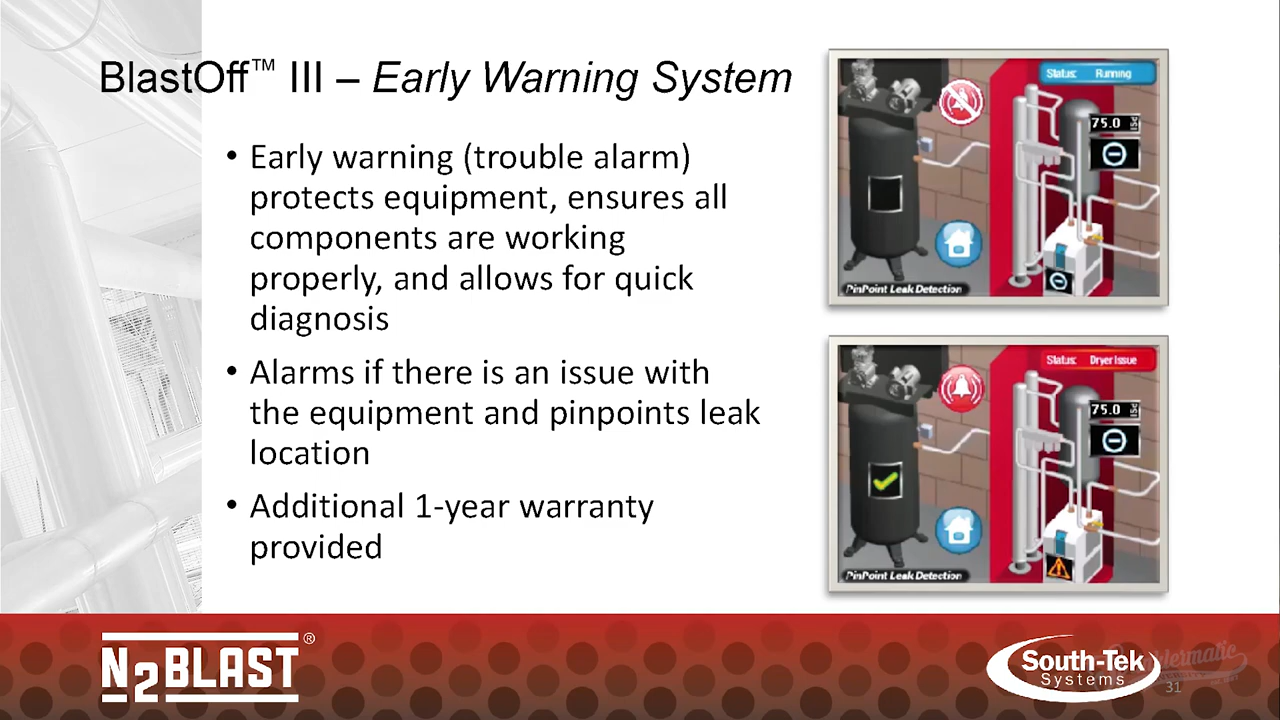 BlastOff™ III – Early Warning System
• Early warning (trouble alarm)
protects equipment, ensures all
components are working
properly, and allows for quick
diagnosis
• Alarms if there is an issue with
the equipment and pinpoints leak
location
• Additional 1-year warranty
provided
Status: Running
75.0
PinPoint Leak Detection
Status: Dryer Issue
75.0
PinPoint Leak Detection
N2BLAST®
South-Tek
Systems
31